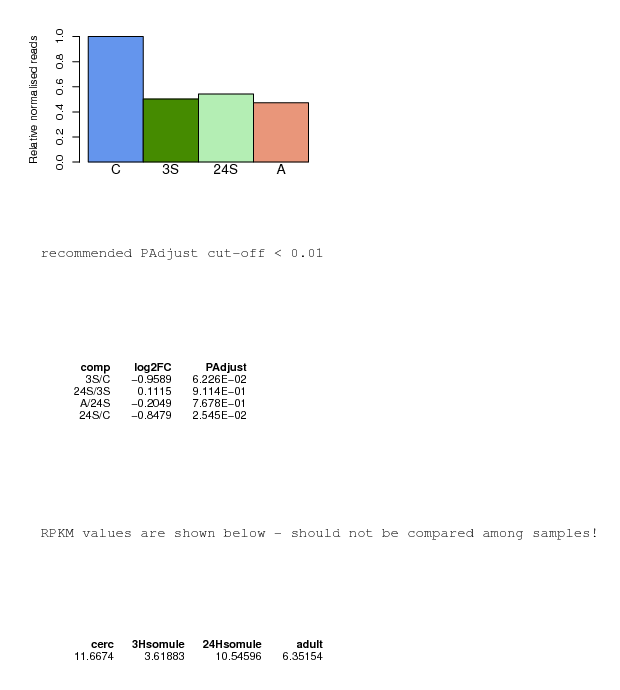 Relative normalised reads
1.0
0.8
0.6
0.4
0.2
0.0
C 3S 24S A
recommended PAdjust cut-off < 0.01
comp log2FC PAdjust
3S/C −0.9589 6.226E−02
24S/3S 0.1115 9.114E−01
A/24S −0.2049 7.678E−01
24S/C −0.8479 2.545E−02
RPKM values are shown below - should not be compared among samples!
cerc 3Hsomule 24Hsomule adult
11.6674 3.61883 10.54596 6.35154